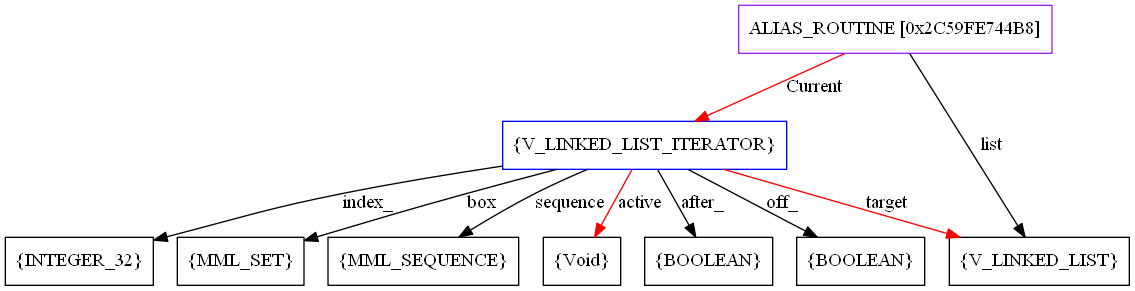 ALIAS_ROUTINE [0x2C59FE744B8]
Current
list
{V_LINKED_LIST_ITERATOR}
index_
box
sequence
active
after_
off_
target
{INTEGER_32}
{MML_SET}
{MML_SEQUENCE}
{Void}
{BOOLEAN}
{BOOLEAN}
{V_LINKED_LIST}